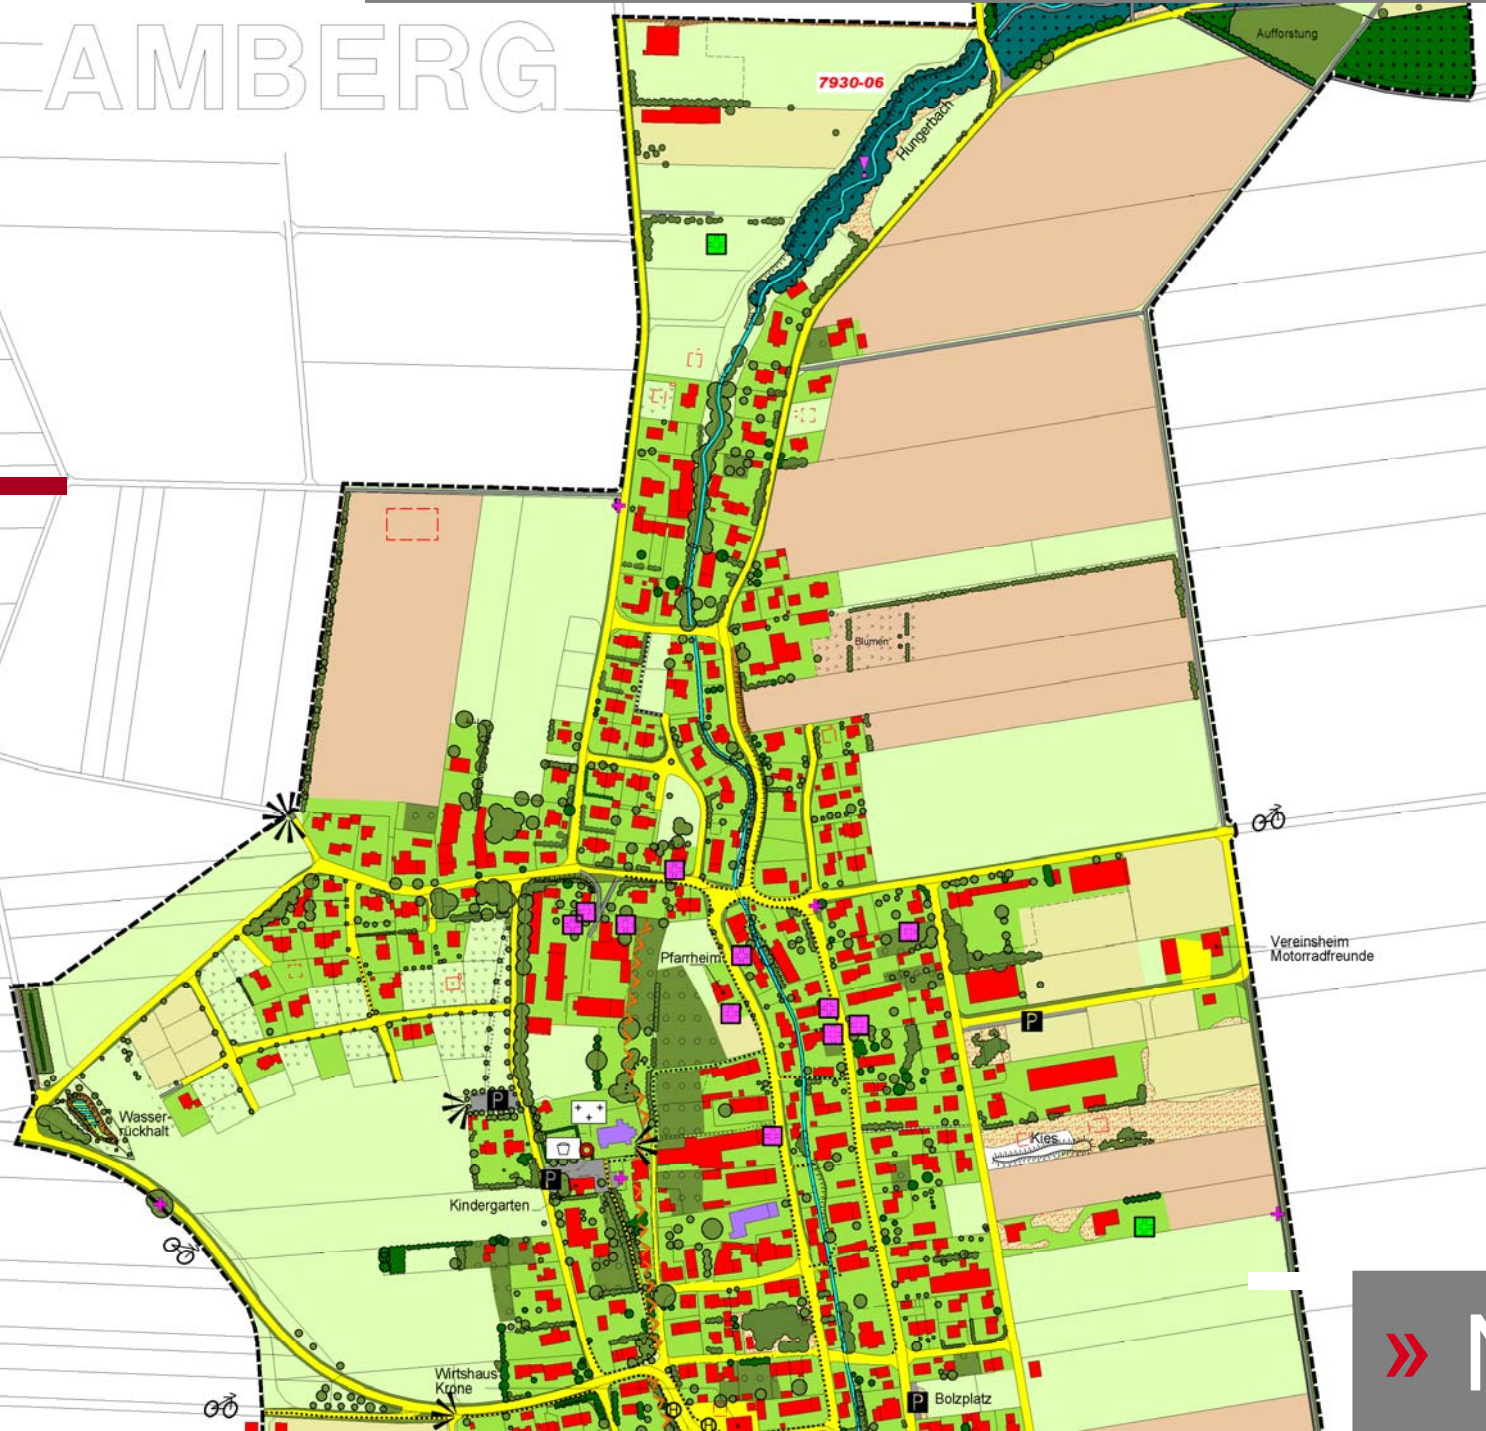 AMBERG
Aufforstung
7930-06
Hungerbach
Blumen
Pfarrheim
Vereinsheim
Motorradfreunde
P
P
Wasser-
rückhalt
Kies
P
Kindergarten
Wirtshaus
Krone
P
Bolzplatz
H
H
»